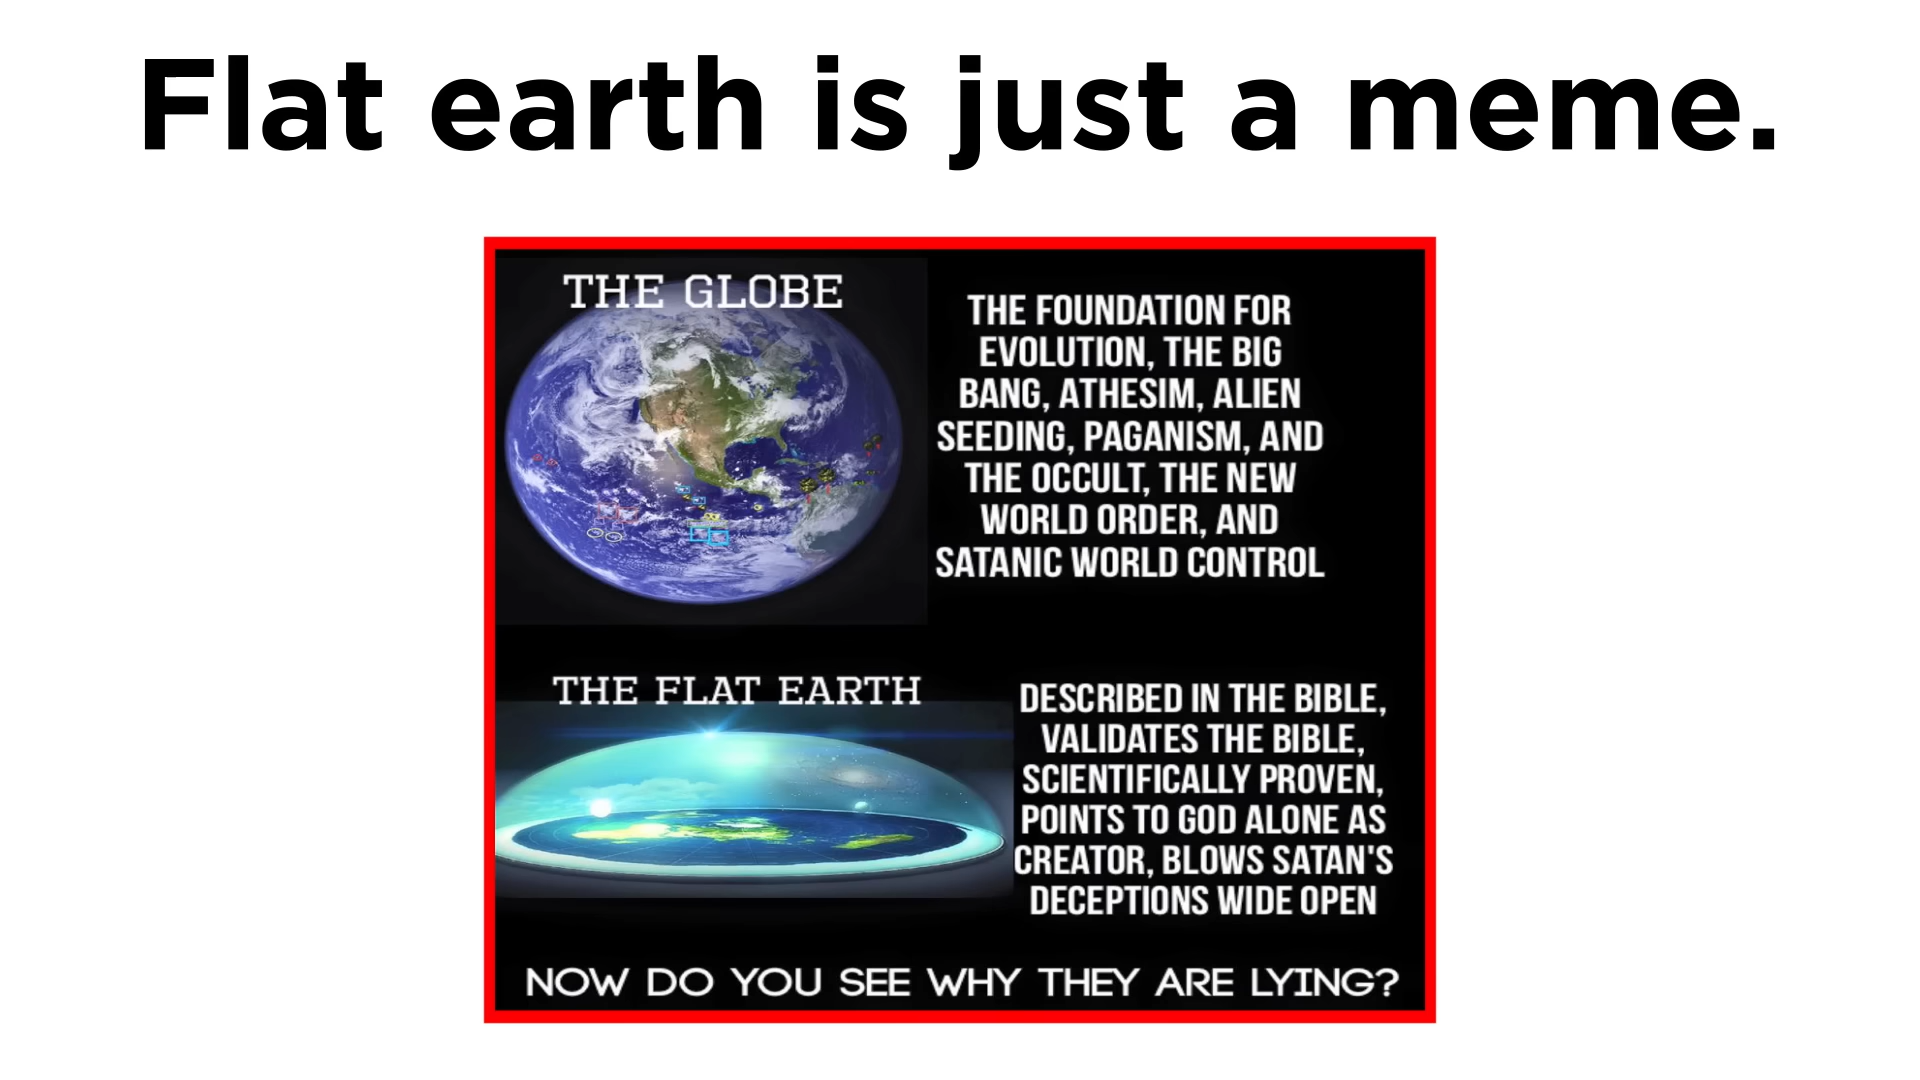 Flat earth is just a meme.
THE GLOBE
THE FOUNDATION FOR
EVOLUTION, THE BIG
BANG, ATHESIM, ALIEN
SEEDING, PAGANISM, AND
THE OCCULT, THE NEW
WORLD ORDER, AND
SATANIC WORLD CONTROL
THE FLAT EARTH
DESCRIBED IN THE BIBLE,
VALIDATES THE BIBLE,
SCIENTIFICALLY PROVEN,
POINTS TO GOD ALONE AS
CREATOR, BLOWS SATAN'S
DECEPTIONS WIDE OPEN
NOW DO YOU SEE WHY THEY ARE LYING?